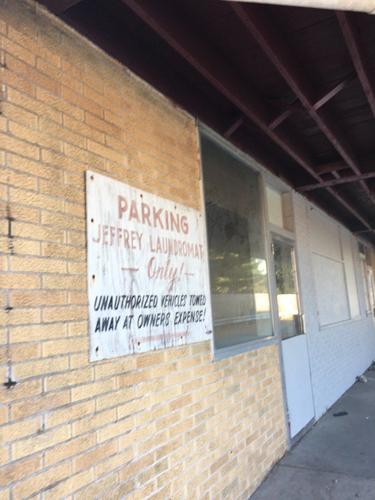 PARKING
JEFFREY LAUNDROMAT
- Only! -
UNAUTHORIZED VEHICLES TOWED
AWAY AT OWNERS EXPENSE!